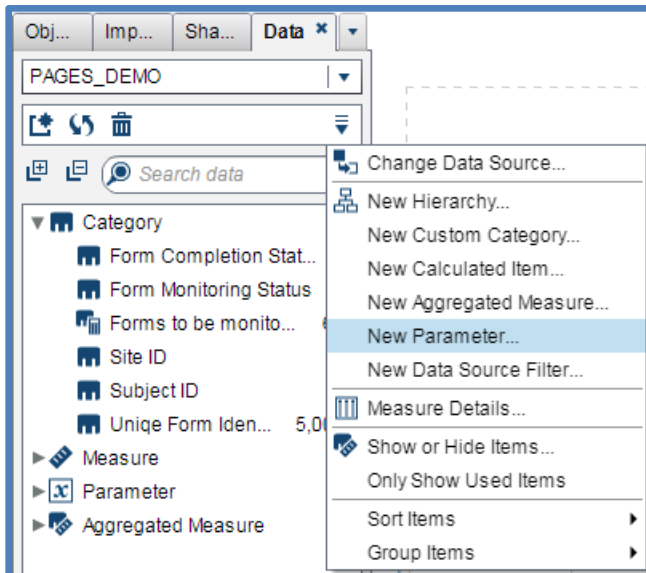 Obj... Imp... Sha... Data
PAGES_DEMO
Search data
Category
Form Completion Stat...
Form Monitoring Status
Forms to be monito...
Site ID
Subject ID
Uniqe Form Iden... 5,00
Measure
Parameter
Aggregated Measure
Change Data Source...
New Hierarchy...
New Custom Category...
New Calculated Item...
New Aggregated Measure...
New Parameter...
New Data Source Filter...
Measure Details...
Show or Hide Items...
Only Show Used Items
Sort Items
Group Items